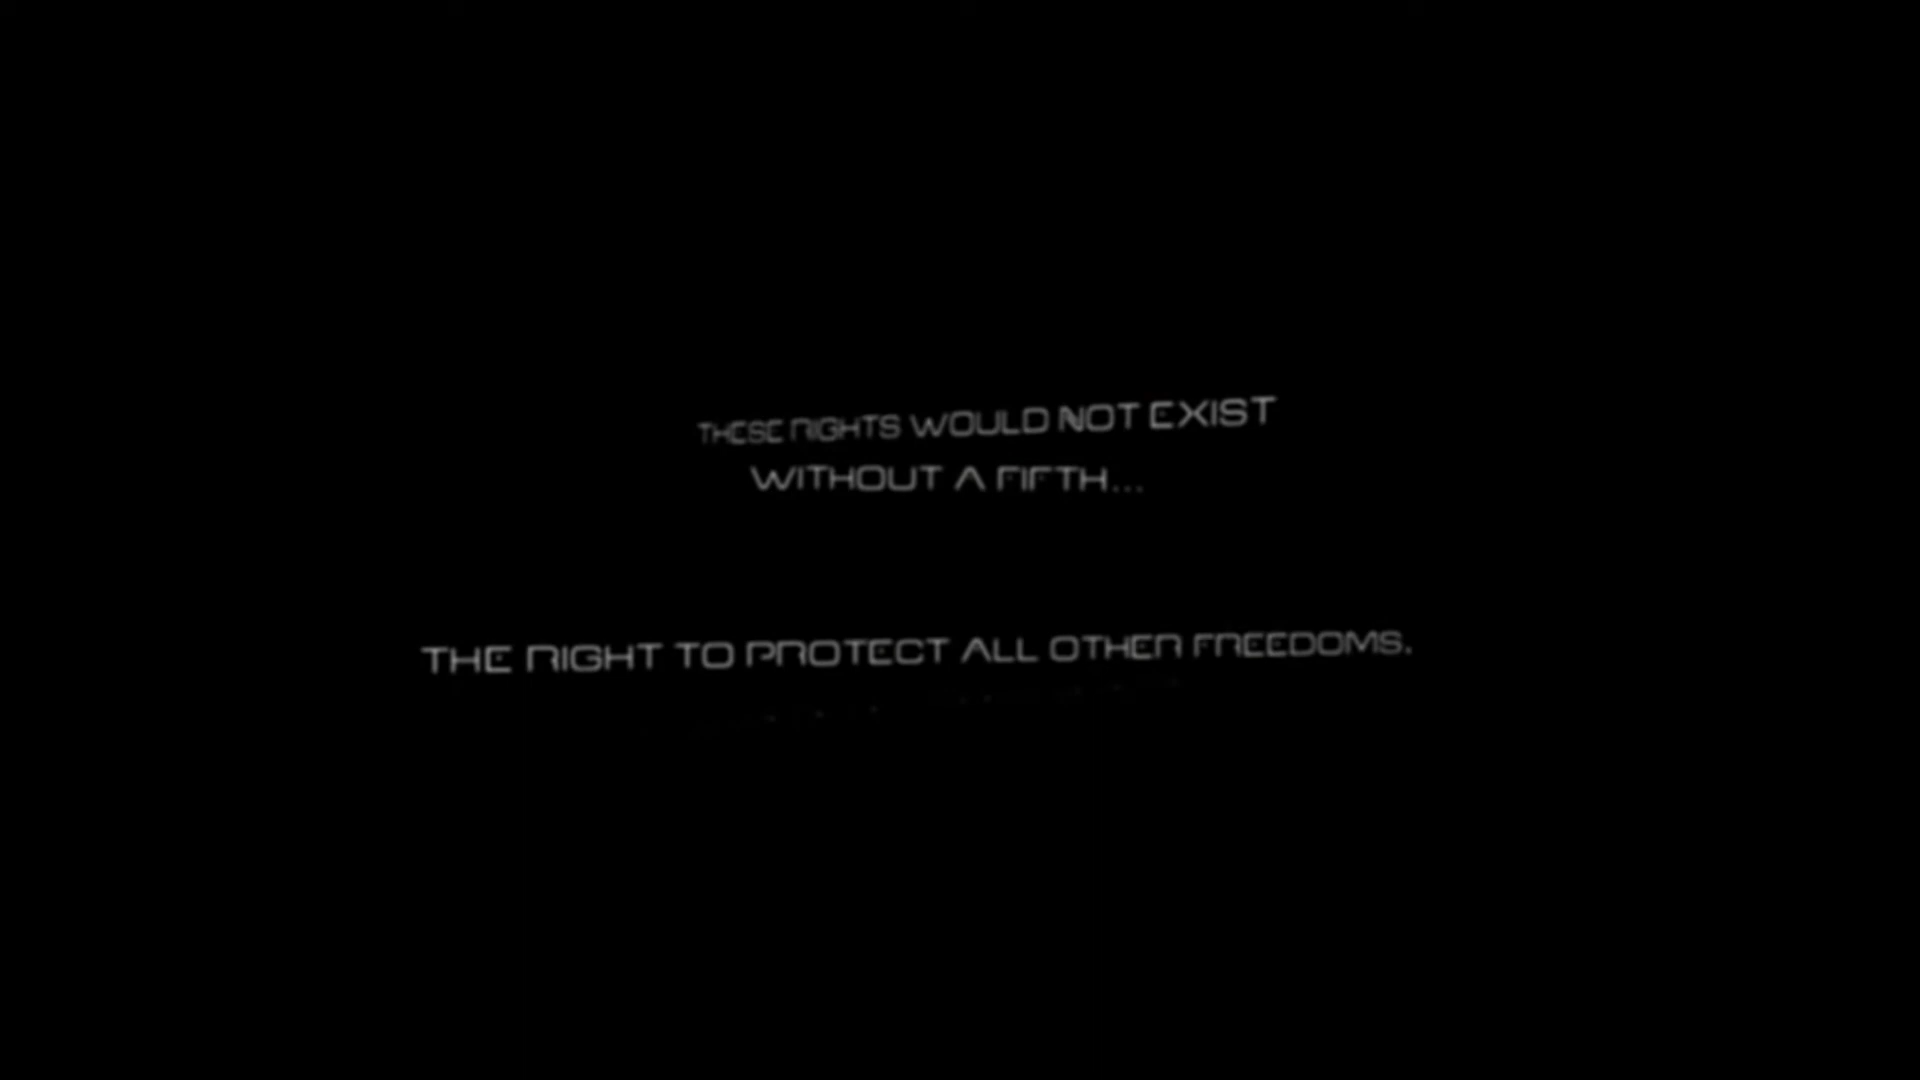 THESE RIGHTS WOULD NOT EXIST
WITHOUT A FIFTH...
THE RIGHT TO PROTECT ALL OTHER FREEDOMS.